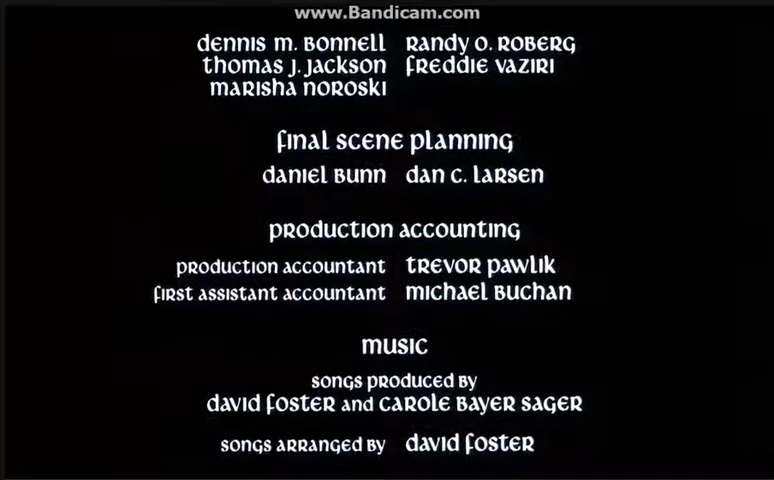 www.Bandicam.com
Dennis M. Bonnell Randy O. Roberg
Thomas J. Jackson Freddie Vaziri
Marisha Noroski
Final Scene Planning
Daniel Bunn Dan C. Larsen
Production Accounting
Production Accountant Trevor Pawlik
First Assistant Accountant Michael Buchan
Music
Songs Produced by
David Foster and Carole Bayer Sager
Songs Arranged by David Foster